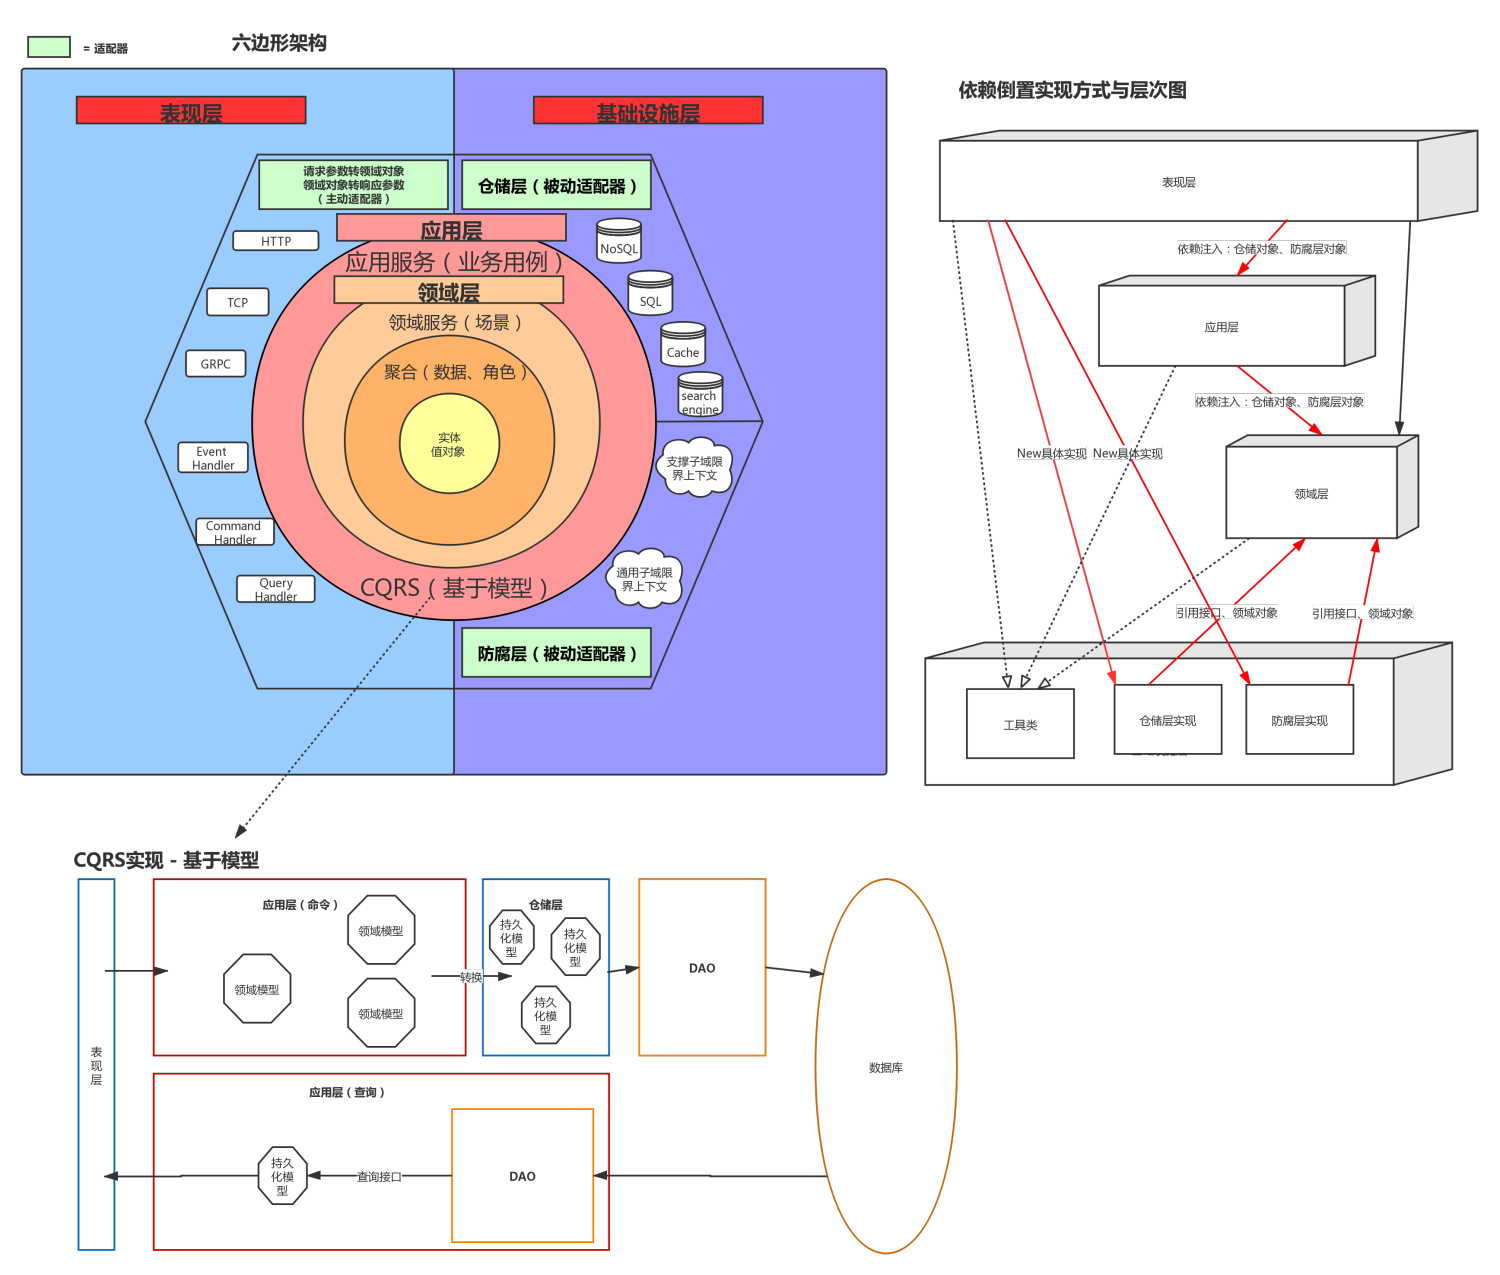 = 适配器
六边形架构
表现层
基础设施层
请求参数转领域对象
领域对象转响应参数
（主动适配器）
仓储层（被动适配器）
应用层
应用服务（业务用例）
领域层
领域服务（场景）
聚合（数据、角色）
实体
值对象
CQRS（基于模型）
HTTP
TCP
GRPC
Event
Handler
Command
Handler
Query
Handler
NoSQL
SQL
Cache
search
engine
支撑子域限
界上下文
通用子域限
界上下文
防腐层（被动适配器）
依赖倒置实现方式与层次图
表现层
依赖注入：仓储对象、防腐层对象
应用层
依赖注入：仓储对象、防腐层对象
New具体实现
New具体实现
领域层
引用接口、领域对象
引用接口、领域对象
工具类
仓储层实现
防腐层实现
CQRS实现 - 基于模型
表
现
层
应用层（命令）
领域模型
领域模型
领域模型
转换
仓储层
持久
化模
型
持久
化模
型
持久
化模
型
DAO
数据库
应用层（查询）
持久
化模
型
查询接口
DAO